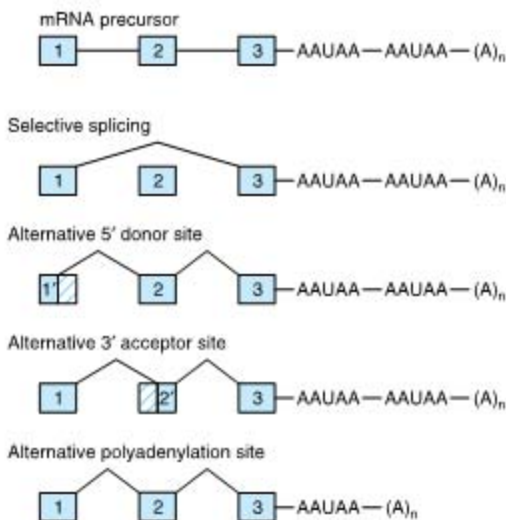 mRNA precursor
1 2 3 AAUAA — AAUAA — (A)n
Selective splicing
1 2 3 AAUAA — AAUAA — (A)n
Alternative 5' donor site
1' 2 3 AAUAA — AAUAA — (A)n
Alternative 3' acceptor site
1 2' 3 AAUAA — AAUAA — (A)n
Alternative polyadenylation site
1 2 3 AAUAA — (A)n